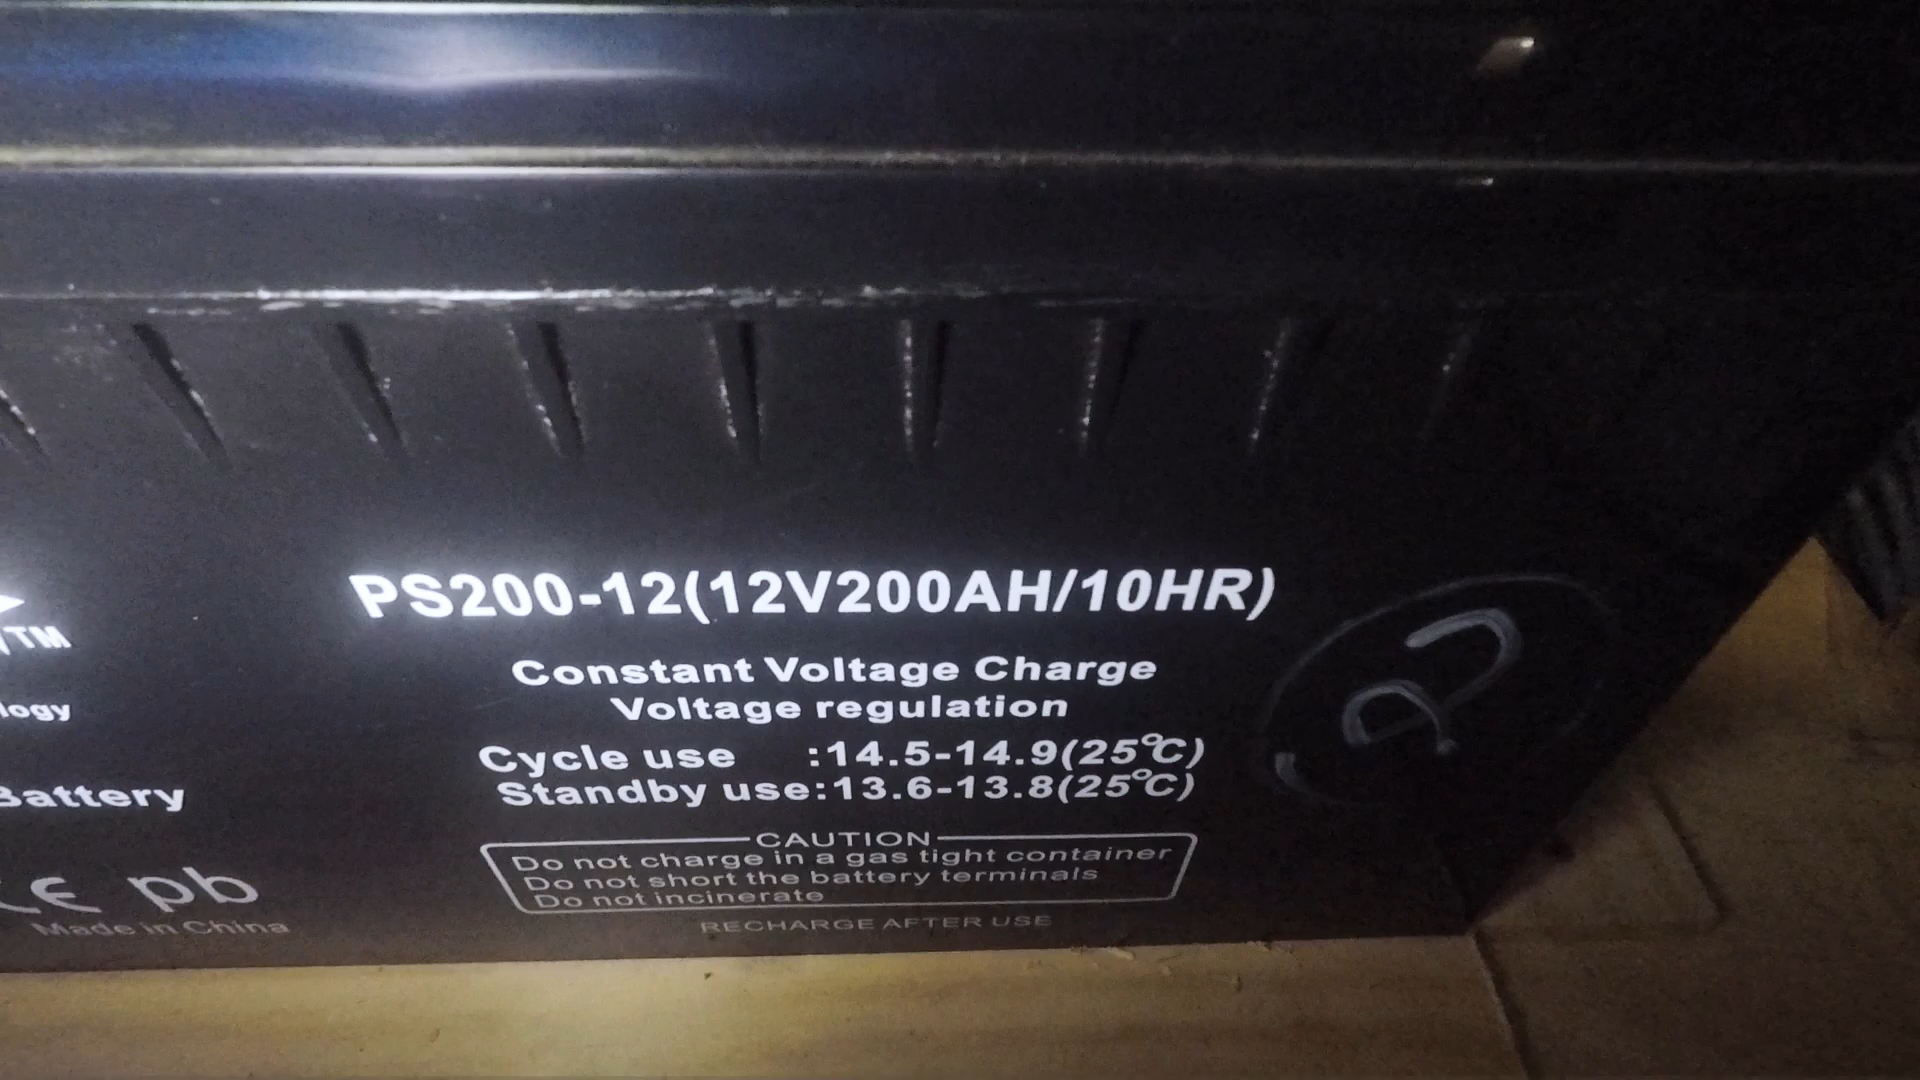 PS200-12(12V200AH/10HR)
Constant Voltage Charge
Voltage regulation
Cycle use :14.5-14.9(25℃)
Standby use:13.6-13.8(25℃)
CAUTION
Do not charge in a gas tight container
Do not short the battery terminals
Do not incinerate
RECHARGE AFTER USE
TM
logy
Battery
CE pb
Made in China